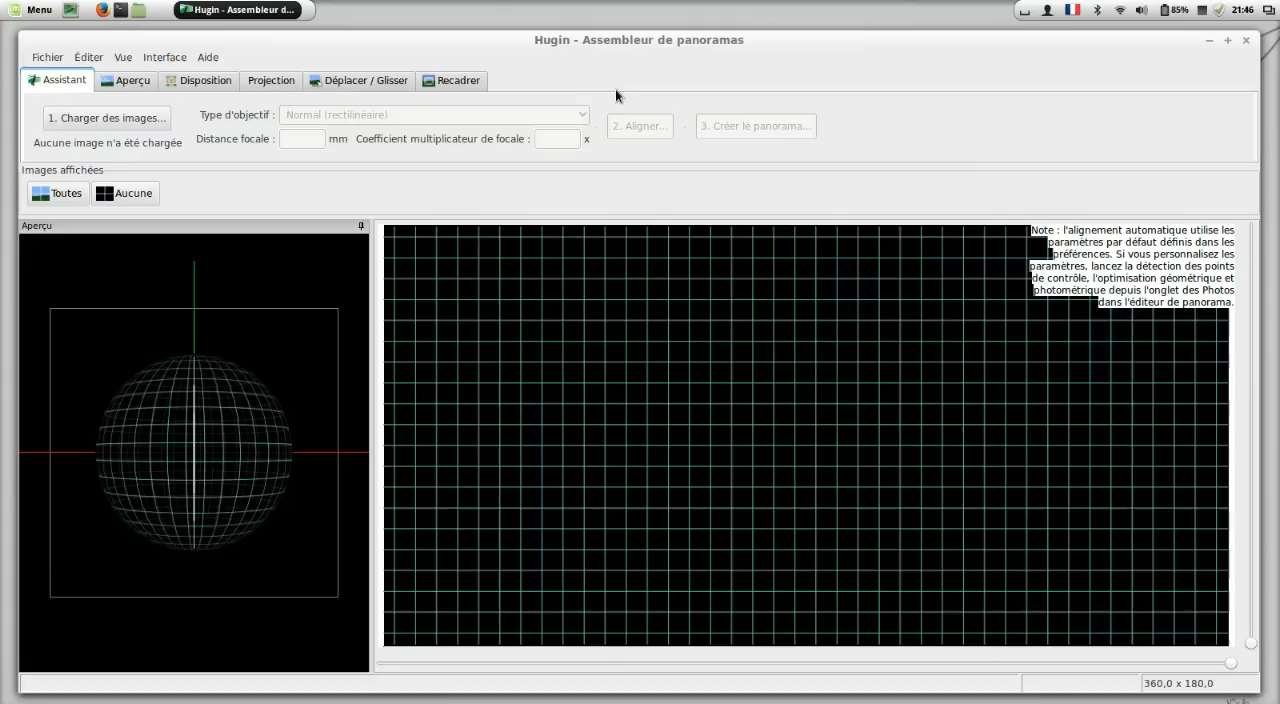 Menu
Hugin - Assembleur d...
85%
21:46
Hugin - Assembleur de panoramas
Fichier Éditer Vue Interface Aide
Assistant Aperçu Disposition Projection Déplacer / Glisser Recadrer
1. Charger des images...
Aucune image n'a été chargée
Type d'objectif : Normal (rectilinéaire)
Distance focale : mm Coefficient multiplicateur de focale : x
2. Aligner...
3. Créer le panorama...
Images affichées
Toutes Aucune
Aperçu
Note : l'alignement automatique utilise les
paramètres par défaut définis dans les
préférences. Si vous personnalisez les
paramètres, lancez la détection des points
de contrôle, l'optimisation géométrique et
photométrique depuis l'onglet des Photos
dans l'éditeur de panorama.
360,0 x 180,0